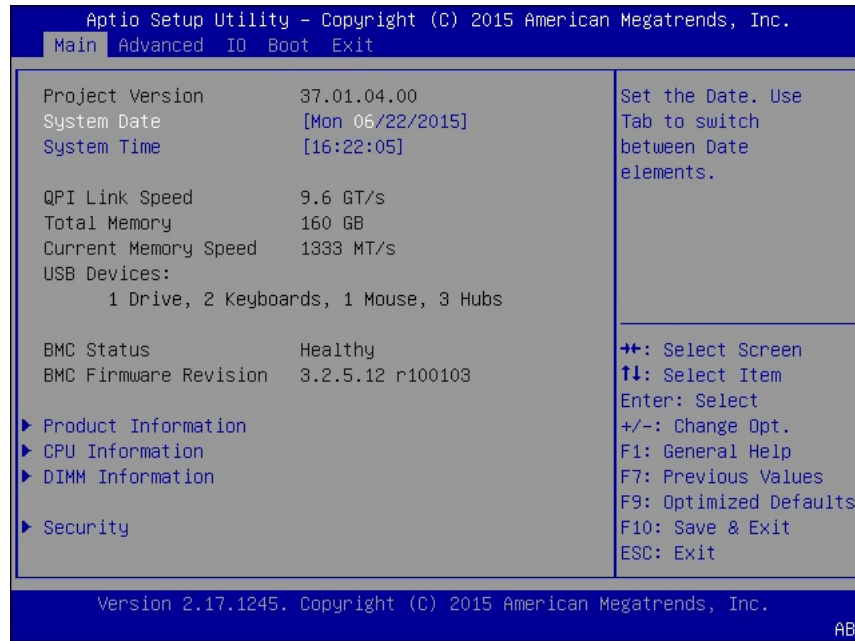 Aptio Setup Utility – Copyright (C) 2015 American Megatrends, Inc.
Main Advanced IO Boot Exit
Project Version 37.01.04.00
System Date [Mon 06/22/2015]
System Time [16:22:05]
QPI Link Speed 9.6 GT/s
Total Memory 160 GB
Current Memory Speed 1333 MT/s
USB Devices:
1 Drive, 2 Keyboards, 1 Mouse, 3 Hubs
BMC Status Healthy
BMC Firmware Revision 3.2.5.12 r100103
Product Information
CPU Information
DIMM Information
Security
Set the Date. Use
Tab to switch
between Date
elements.
→←: Select Screen
↑↓: Select Item
Enter: Select
+/-: Change Opt.
F1: General Help
F7: Previous Values
F9: Optimized Defaults
F10: Save & Exit
ESC: Exit
Version 2.17.1245. Copyright (C) 2015 American Megatrends, Inc.
AB